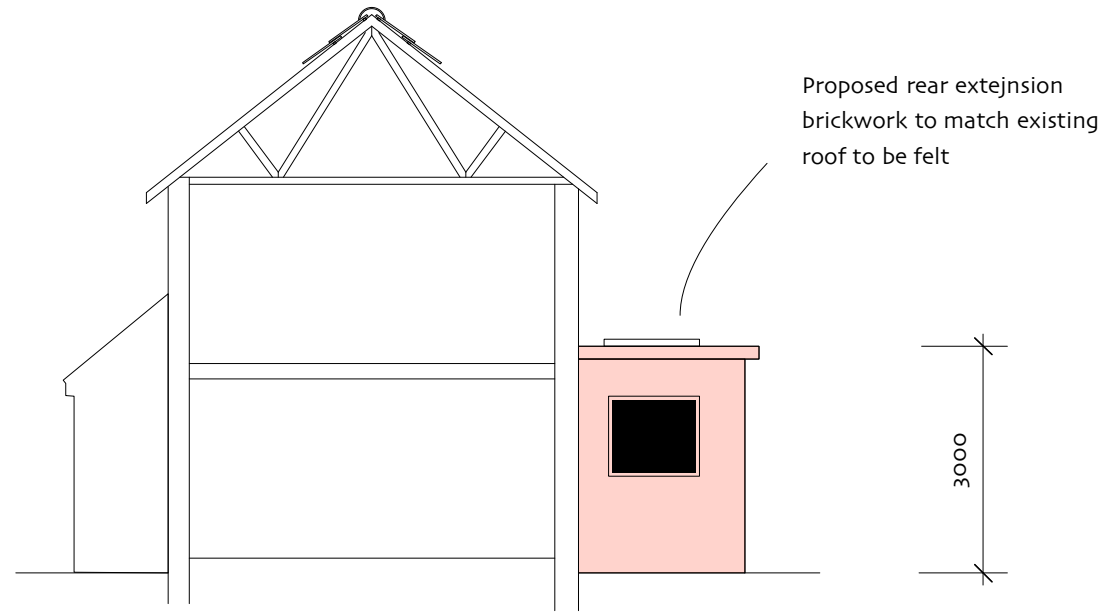 Proposed rear extejnsion
brickwork to match existing
roof to be felt
3000